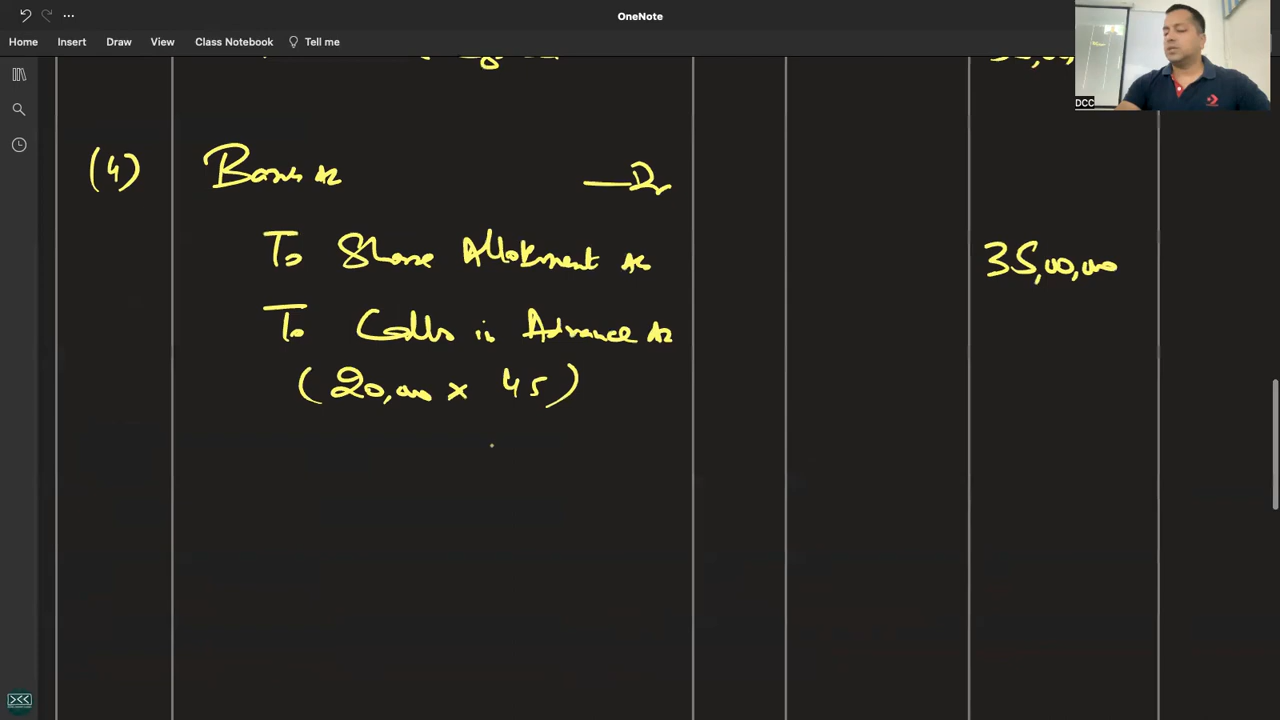 OneNote
Home Insert Draw View Class Notebook Tell me
DCC
(4) Bank A/c —Dr
To Share Allotment A/c 35,00,000
To Calls in Advance A/c
(20,000 x 45)